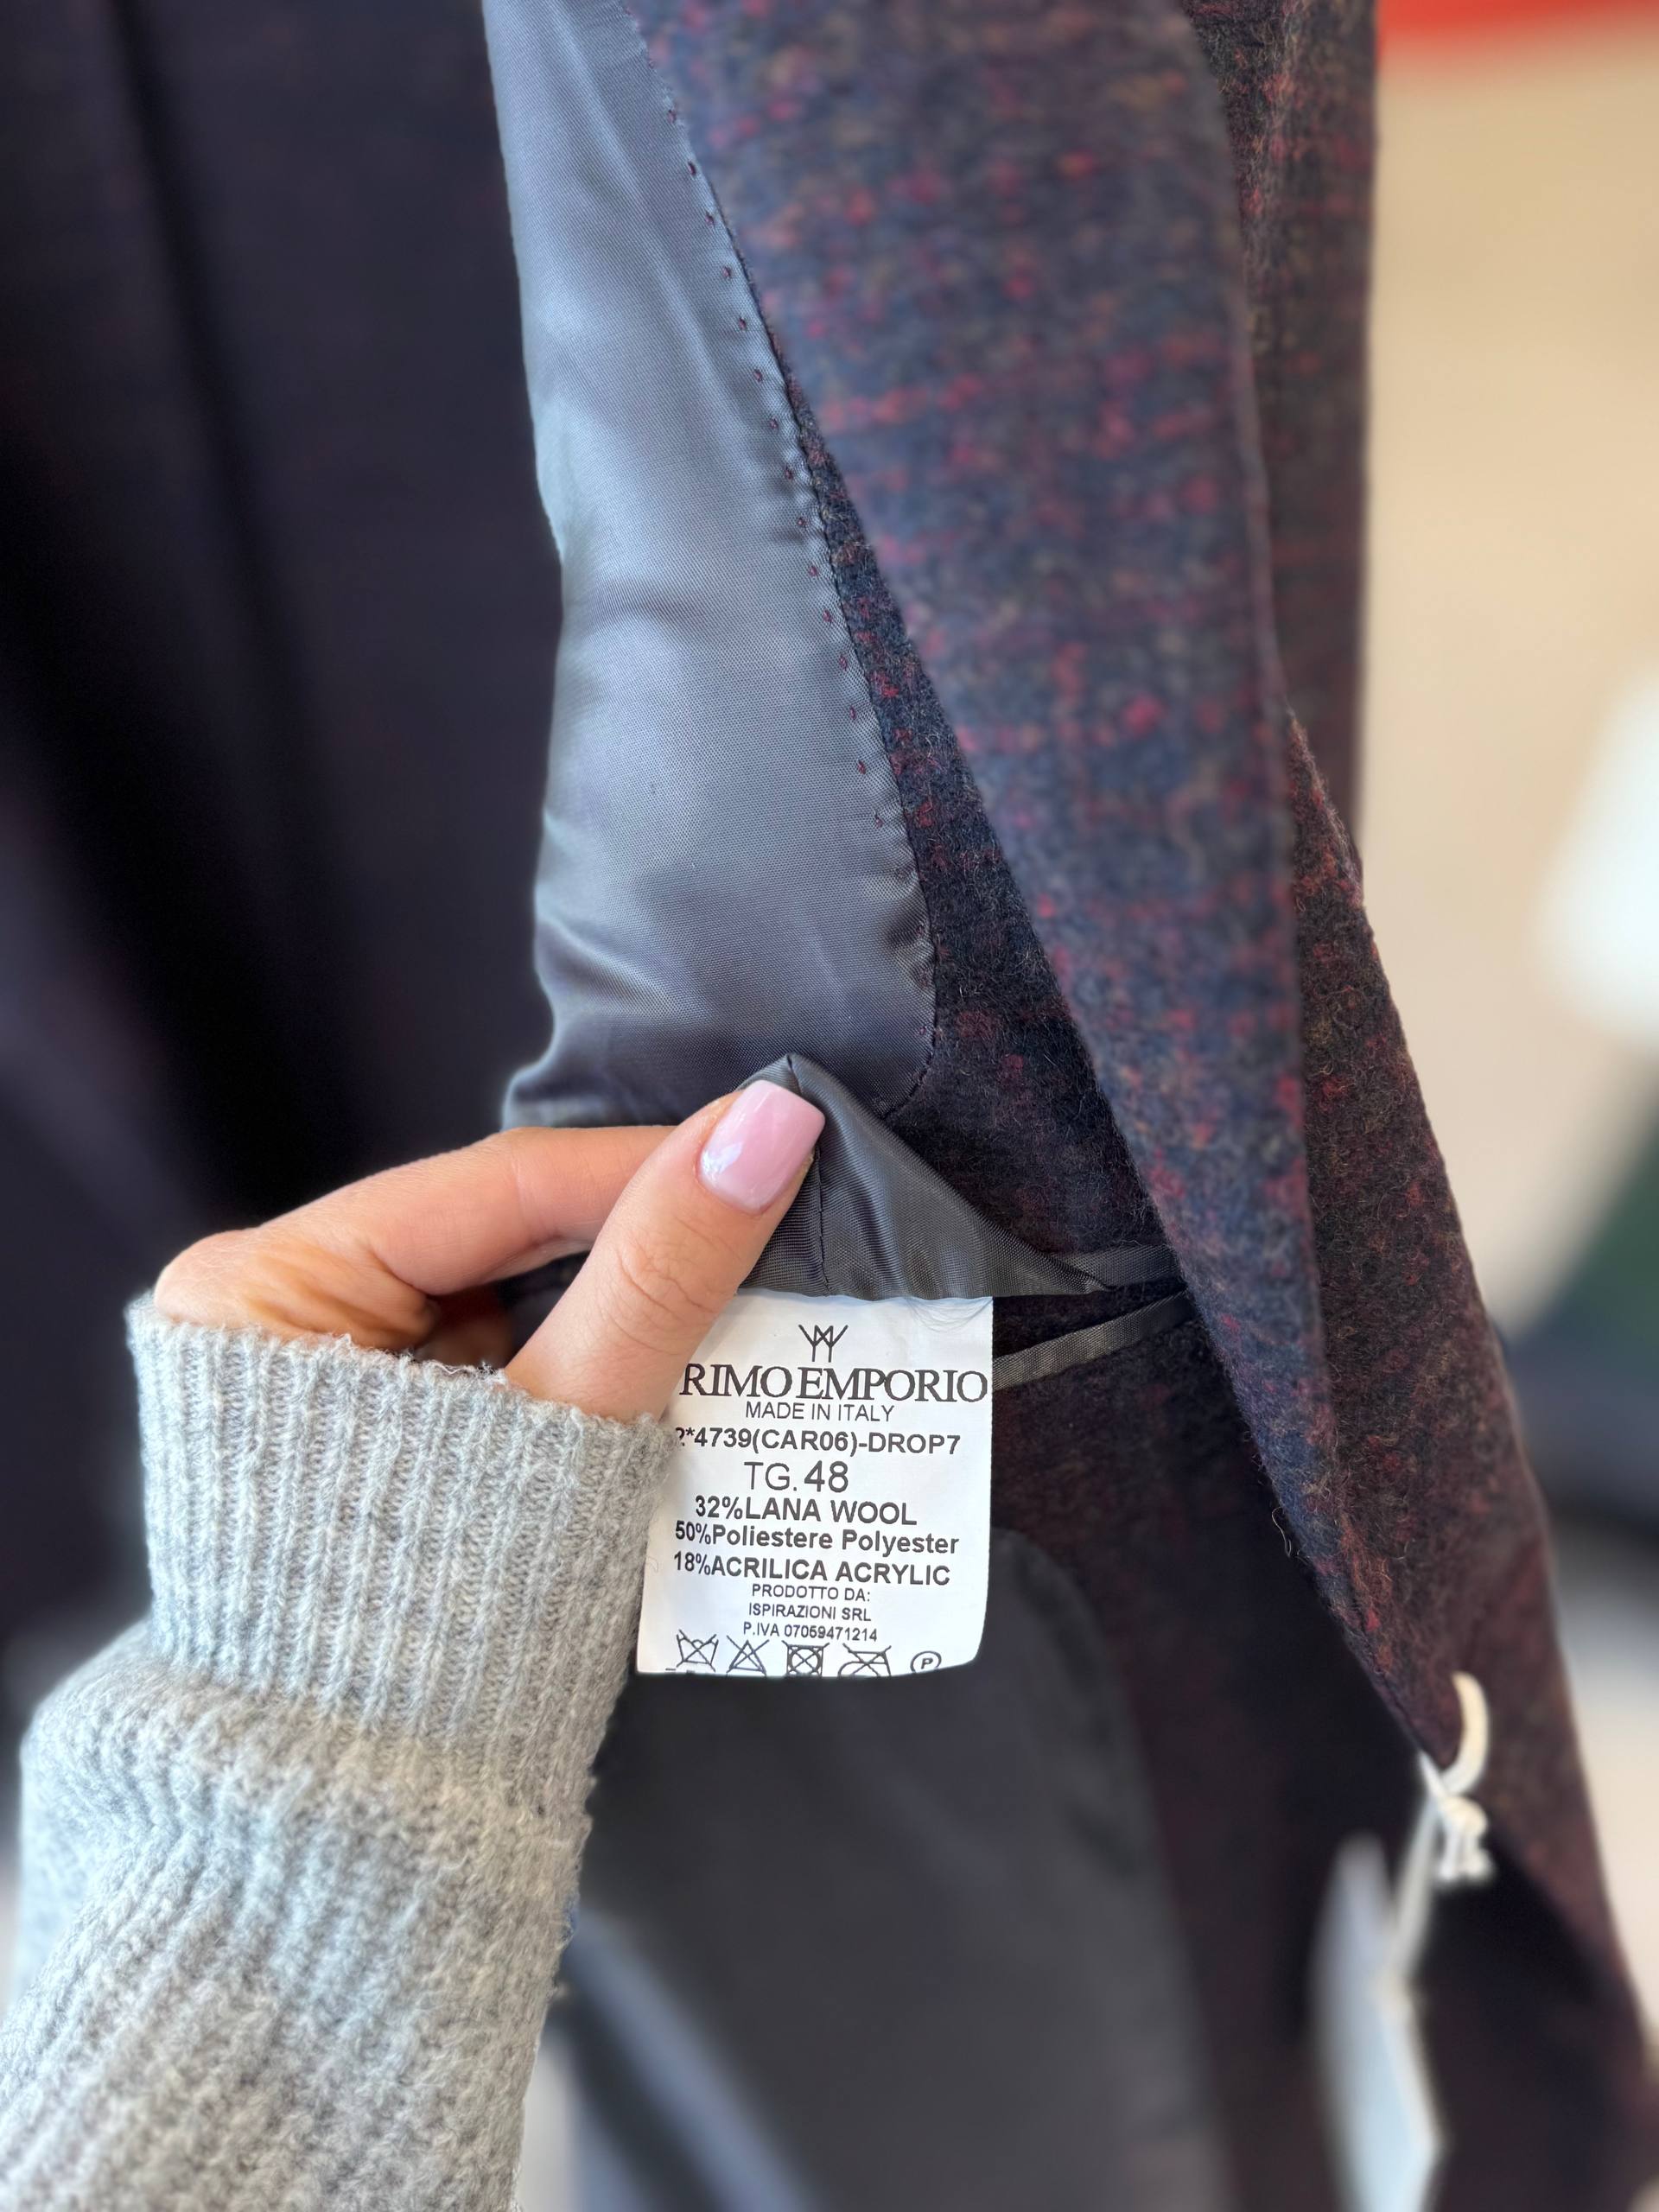 RIMO EMPORIO
MADE IN ITALY
*4739(CAR06)-DROP7
TG.48
32%LANA WOOL
50%Poliestere Polyester
18%ACRILICA ACRYLIC
PRODOTTO DA:
ISPIRAZIONI SRL
P.IVA 07059471214
P